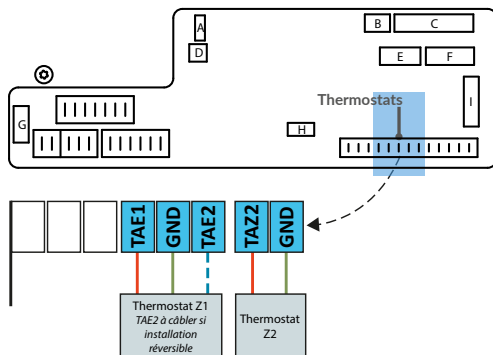 A
B
C
D
E
F
Thermostats
I
G
H
TAE1
GND
TAE2
TAZ2
GND
Thermostat Z1
TAE2 à câbler si
installation
réversible
Thermostat
Z2